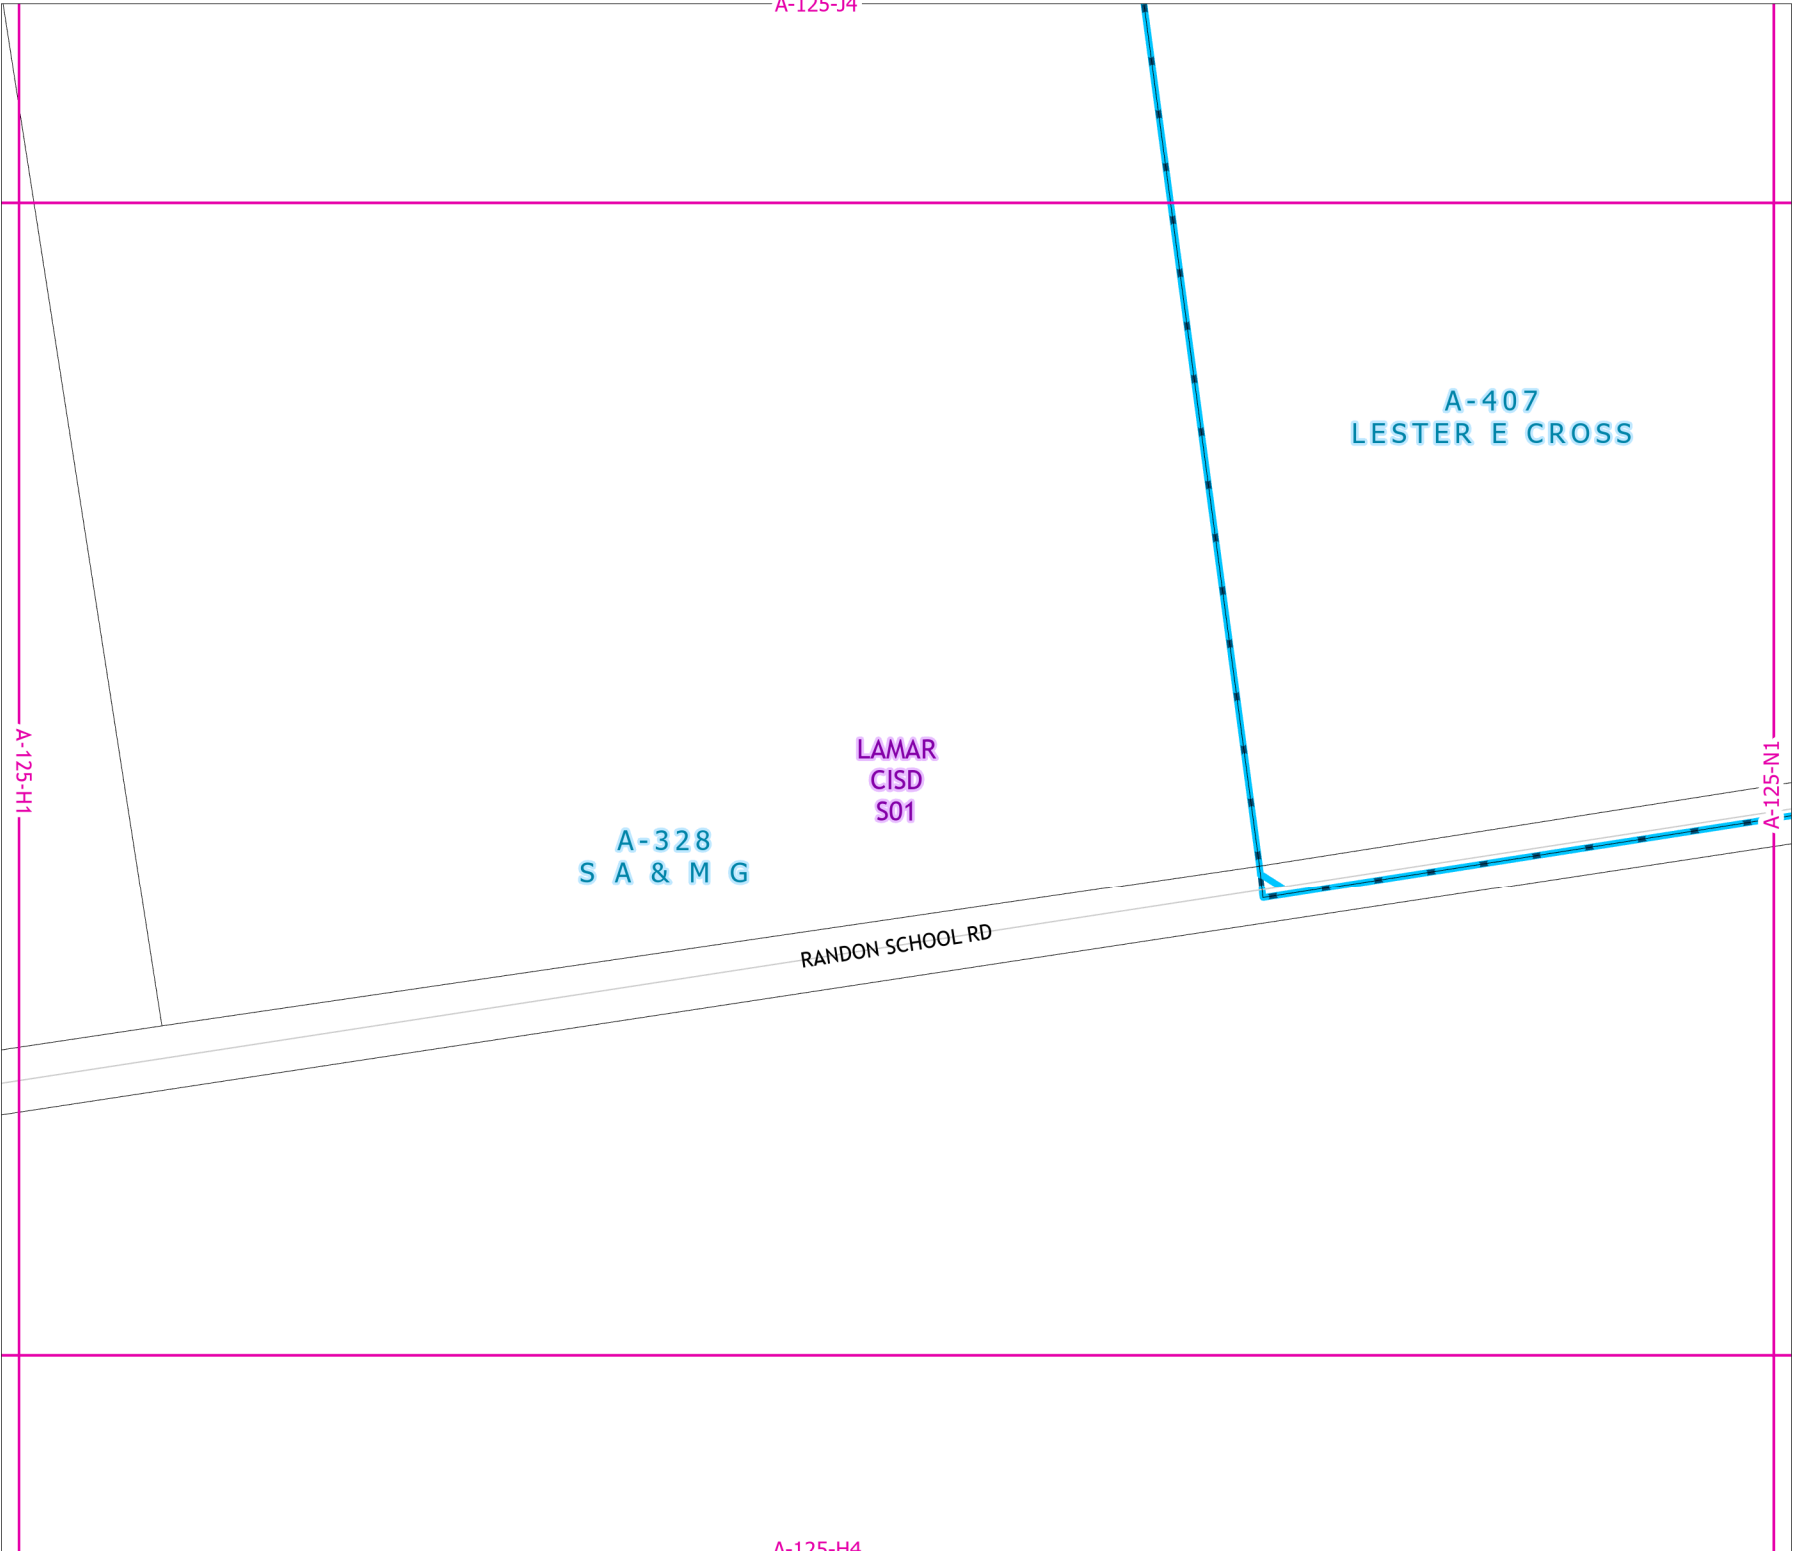 A-125-J4
A-407
LESTER E CROSS
A-125-H1
LAMAR
CISD
S01
A-125-N1
A-328
S A & M G
RANDON SCHOOL RD
A-125-H4